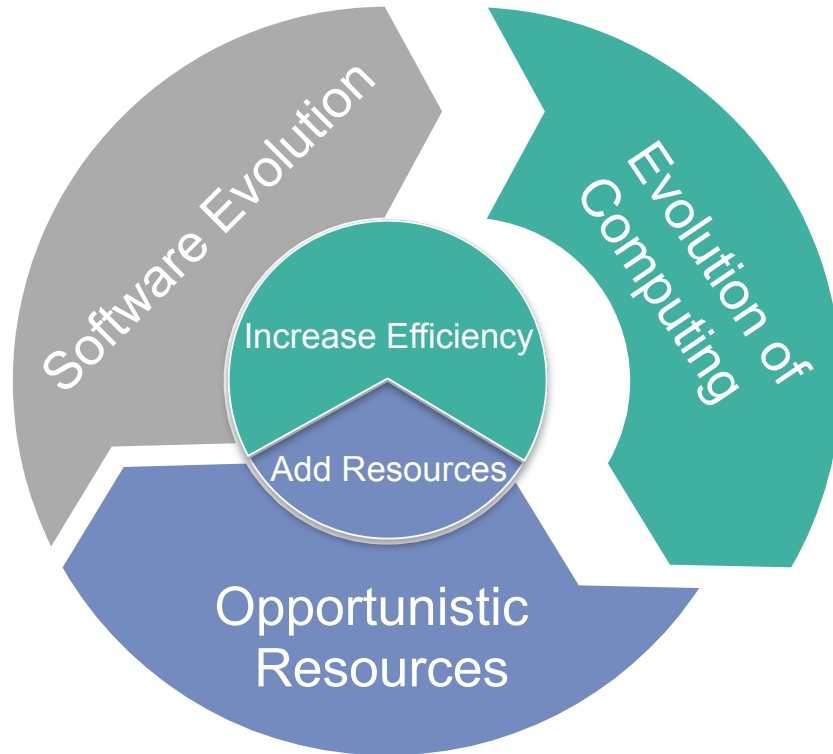 Software Evolution
Evolution of
Computing
Increase Efficiency
Add Resources
Opportunistic
Resources